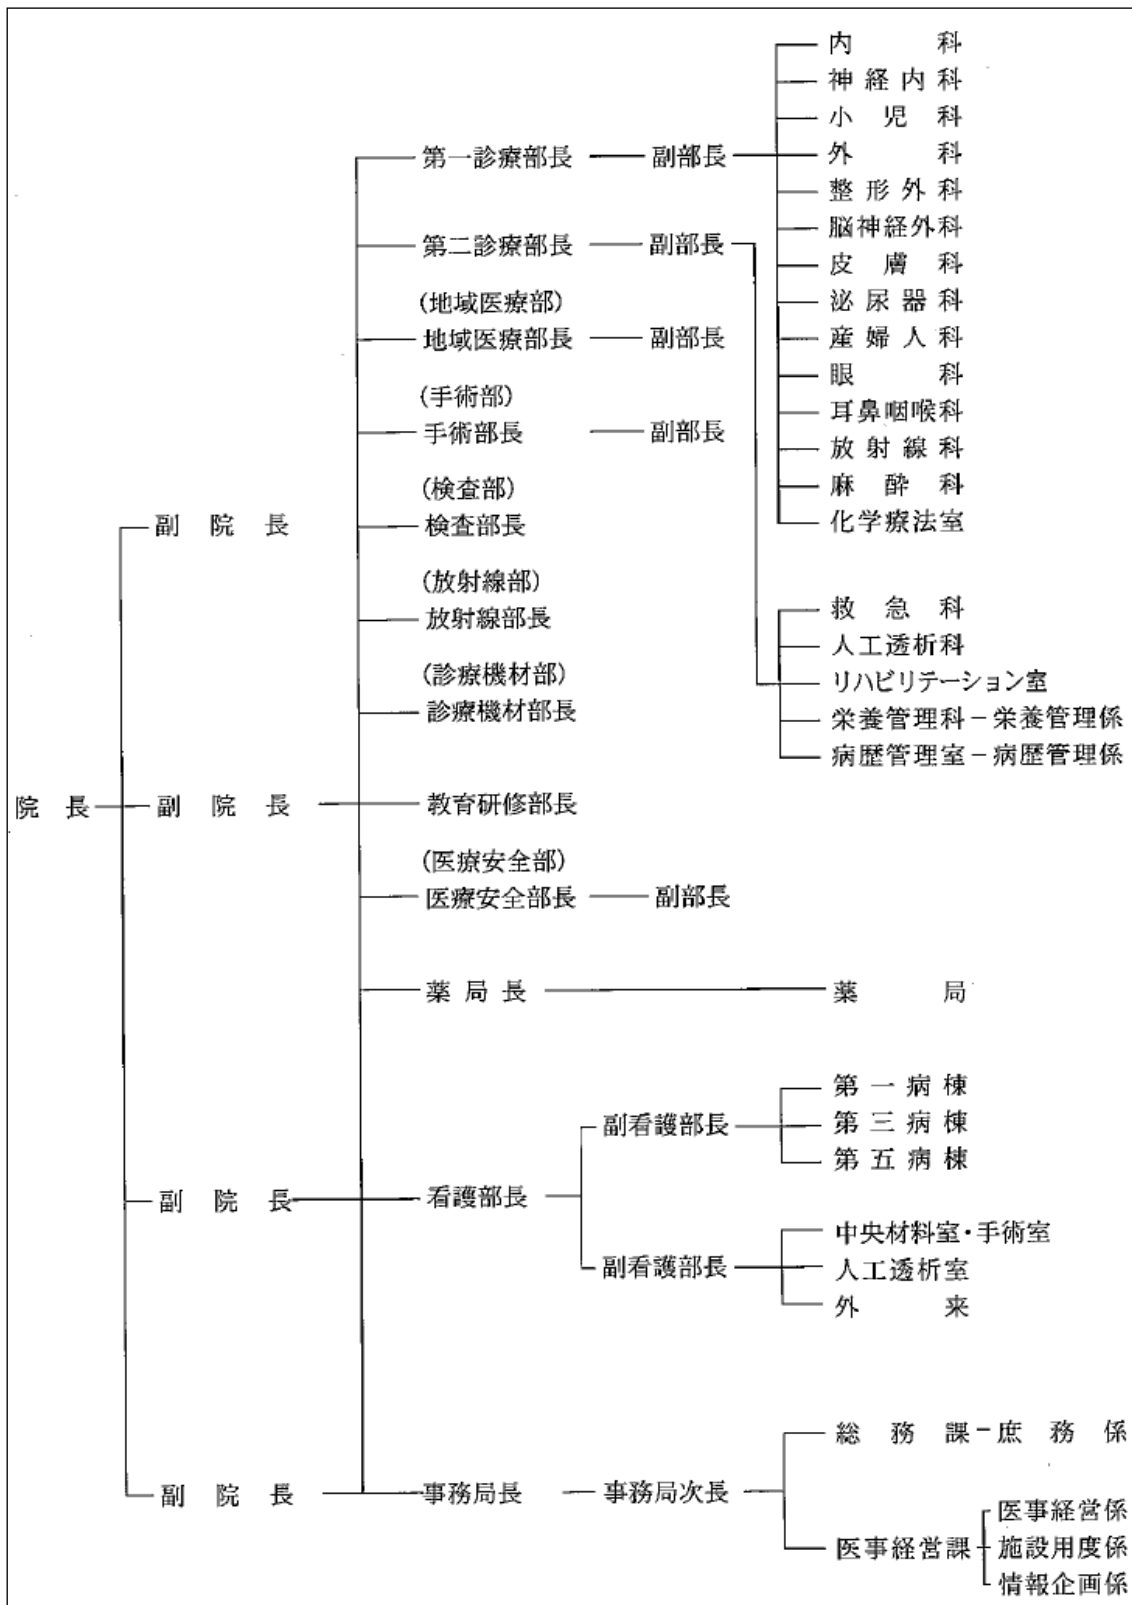 内科
神経内科
小児科
第一診療部長 副部長 外科
整形外科
脳神経外科
第二診療部長 副部長
皮膚科
(地域医療部)
泌尿器科
地域医療部長 副部長 産婦人科
眼科
(手術部)
耳鼻咽喉科
手術部長 副部長
放射線科
(検査部)
麻酔科
副院長 検査部長 化学療法室
(放射線部)
放射線部長
救急科
人工透析科
(診療機材部)
リハビリテーション室
診療機材部長
栄養管理科-栄養管理係
病歴管理室-病歴管理係
院長 副院長 教育研修部長
(医療安全部)
医療安全部長 副部長
薬局長 薬局
第一病棟
副看護部長 第三病棟
第五病棟
副院長 看護部長
中央材料室・手術室
副看護部長 人工透析室
外来
総務課-庶務係
副院長 事務局長 事務局次長
医事経営係
医事経営課 施設用度係
情報企画係